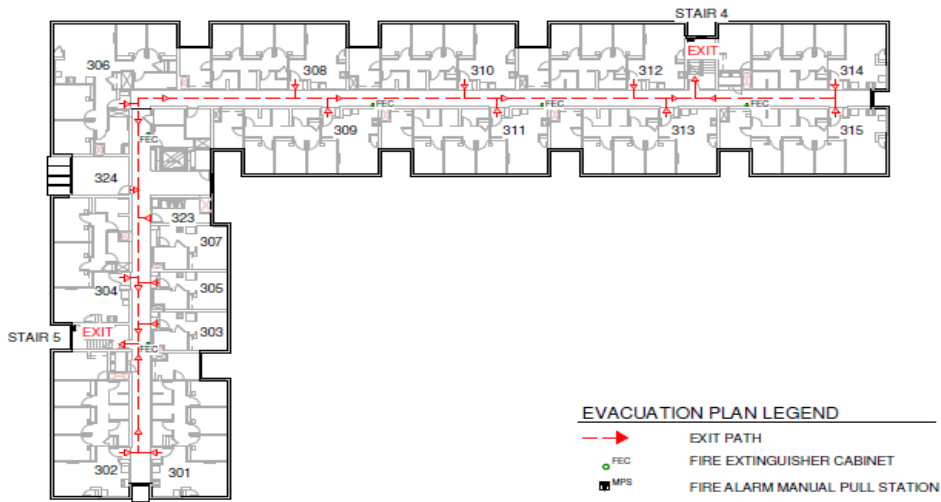 STAIR 4
EXIT
306
308
310
312
314
FEC
FEC
FEC
FEC
309
311
313
315
324
323
307
304
305
303
STAIR 5
EXIT
FEC
302
301
EVACUATION PLAN LEGEND
EXIT PATH
FEC
FIRE EXTINGUISHER CABINET
MPS
FIRE ALARM MANUAL PULL STATION